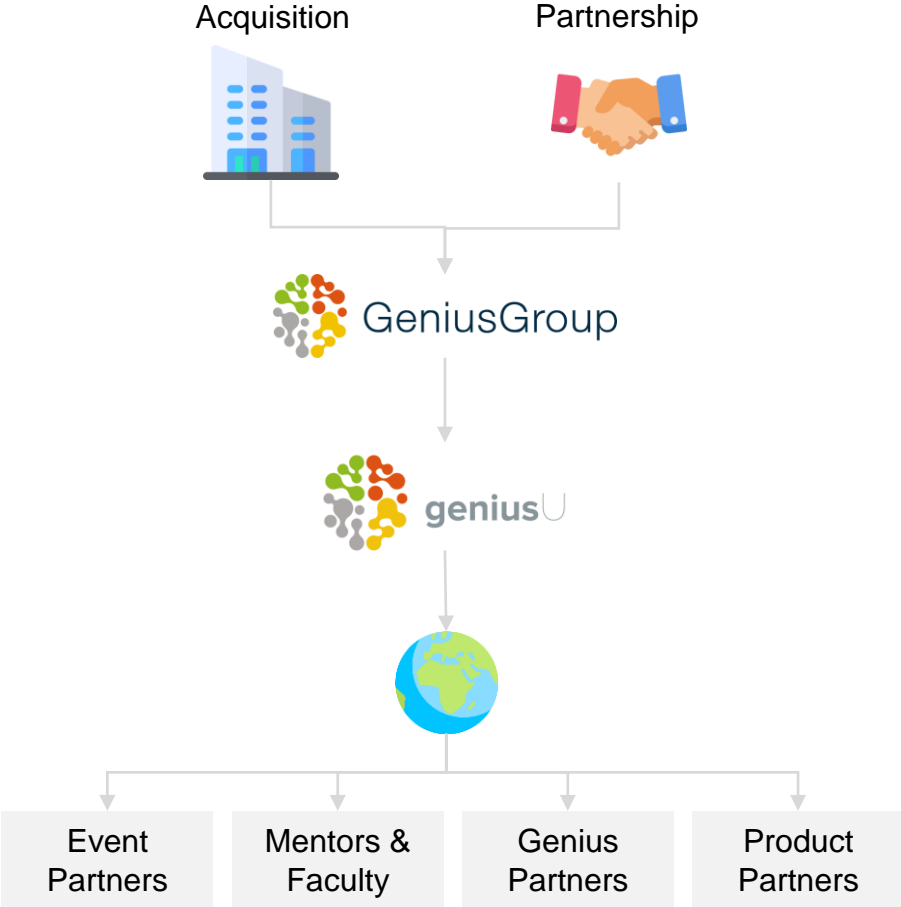 Acquisition
Partnership
GeniusGroup
geniusU
Event
Partners
Mentors &
Faculty
Genius
Partners
Product
Partners